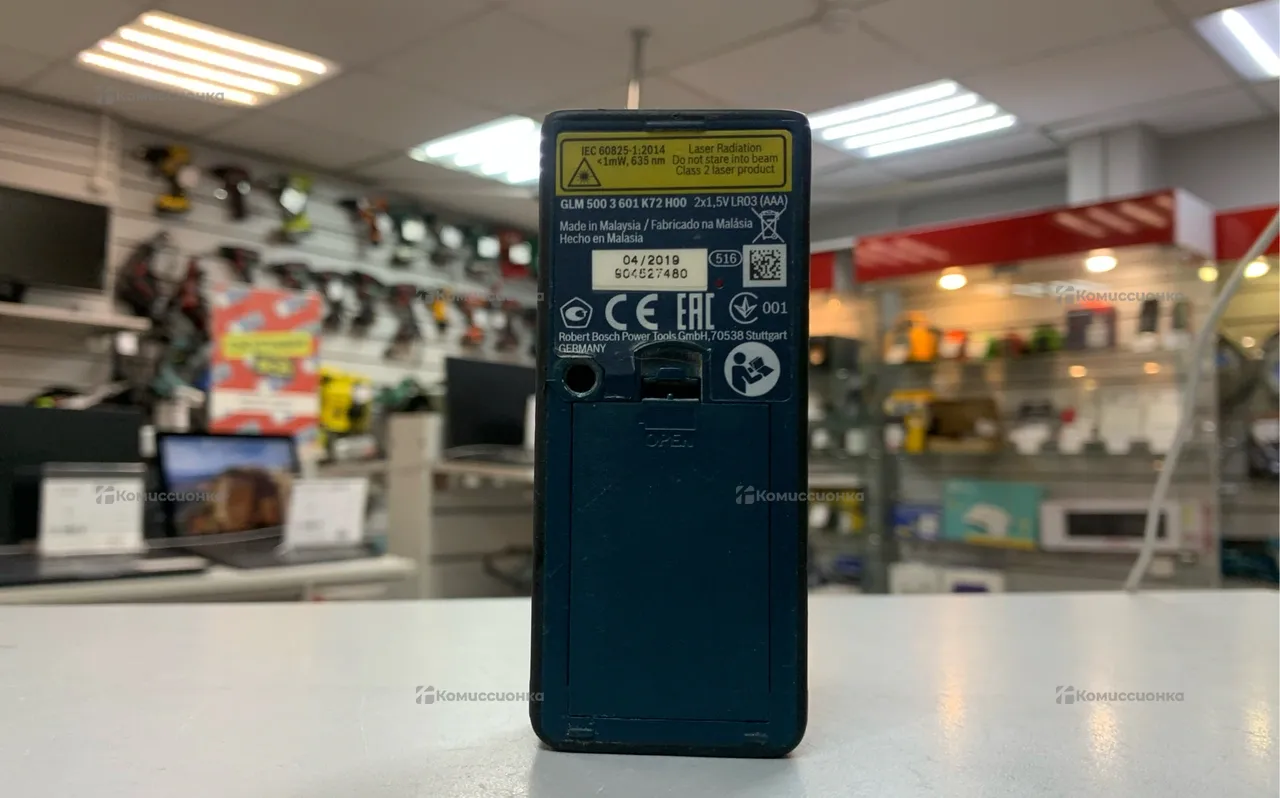 IEC 60825-1:2014
<1mW, 635 nm
Laser Radiation
Do not stare into beam
Class 2 laser product
GLM 500 3 601 K72 H00 2x1,5V LR03 (AAA)
Made in Malaysia / Fabricado na Malásia
Hecho en Malasia
04/2019
904527480
516
CE EAC 001
Robert Bosch Power Tools GmbH, 70538 Stuttgart
GERMANY
OPEN
Комиссионка
Комиссионка
Комиссионка
Комиссионка
Комиссионка
Комиссионка
Комиссионка